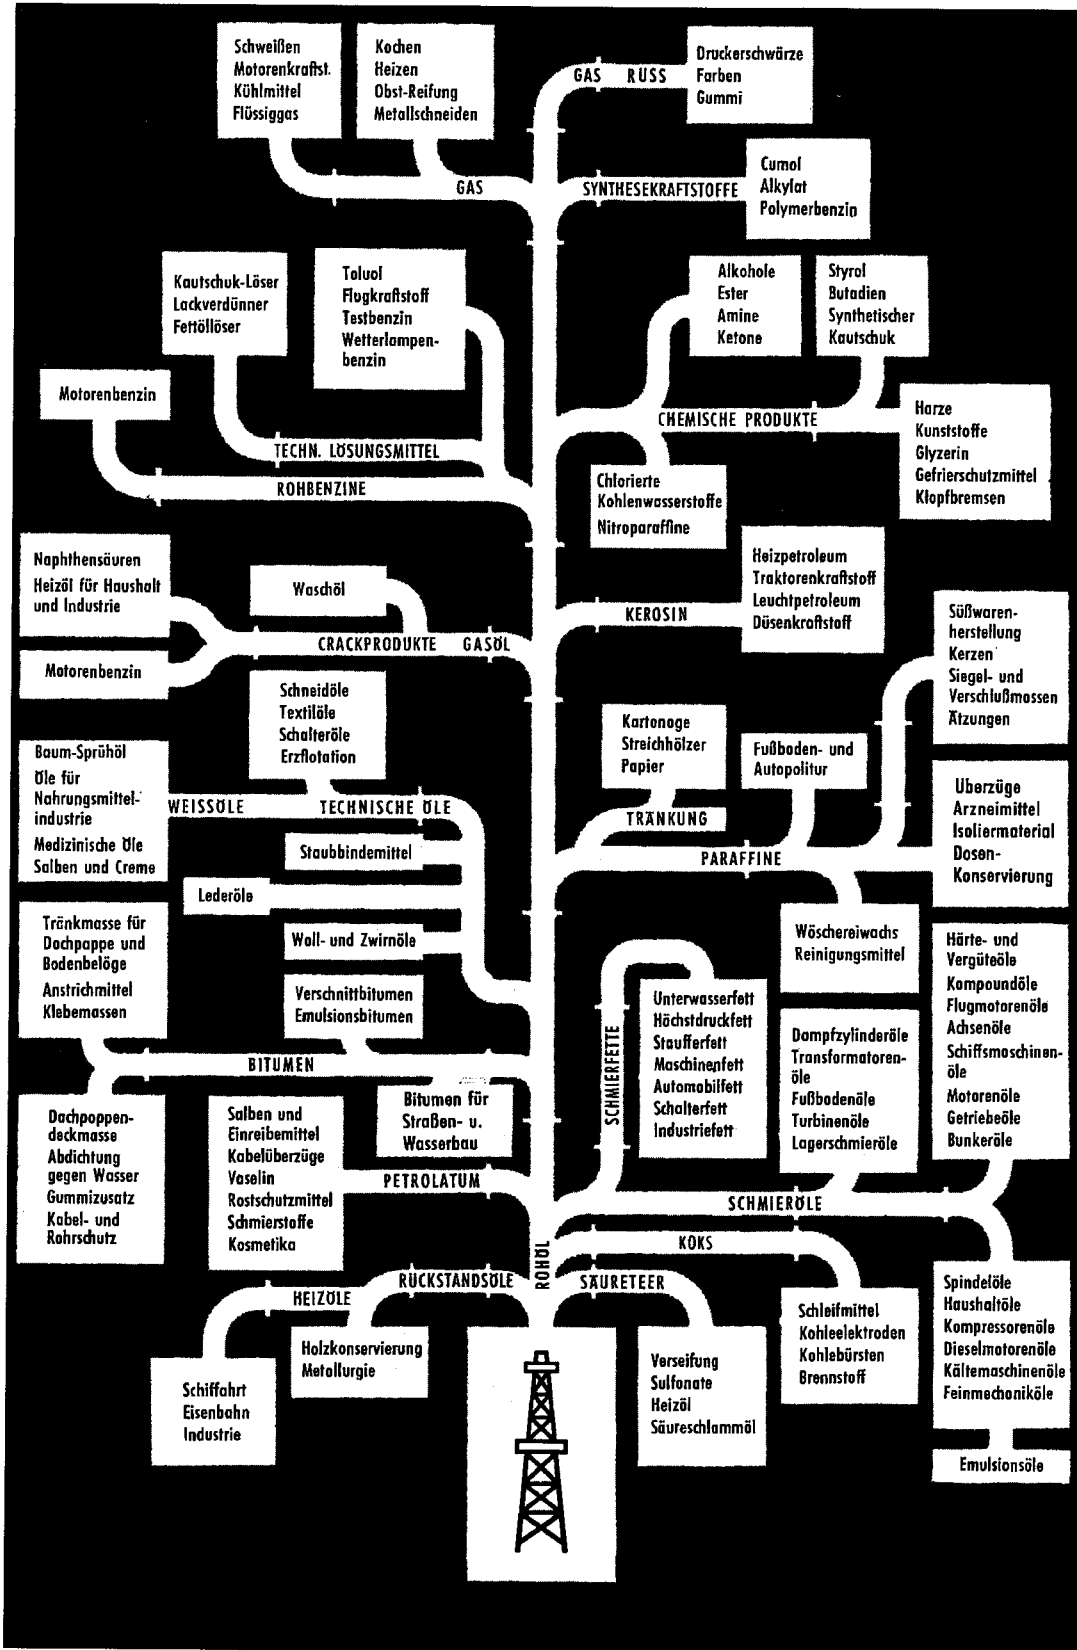 Schweißen
Motorenkraftst.
Kühlmittel
Flüssiggas
Kochen
Heizen
Obst-Reifung
Metallschneiden
GAS RUSS
Druckerschwärze
Farben
Gummi
GAS
SYNTHESEKRAFTSTOFFE
Cumol
Alkylat
Polymerbenzin
Kautschuk-Löser
Lackverdünner
Fettöllöser
Toluol
Flugkraftstoff
Testbenzin
Wetterlampen-
benzin
Alkohole
Ester
Amine
Ketone
Styrol
Butadien
Synthetischer
Kautschuk
Motorenbenzin
TECHN. LÖSUNGSMITTEL
ROHBENZINE
CHEMISCHE PRODUKTE
Harze
Kunststoffe
Glyzerin
Gefrierschutzmittel
Klopfbremsen
Chlorierte
Kohlenwasserstoffe
Nitroparaffine
Naphthensäuren
Heizöl für Haushalt
und Industrie
Waschöl
CRACKPRODUKTE GASÖL
Motorenbenzin
KEROSIN
Heizpetroleum
Traktorenkraftstoff
Leuchtpetroleum
Düsenkraftstoff
Süßwaren-
herstellung
Kerzen
Siegel- und
Verschlußmassen
Ätzungen
Schneidöle
Textilöle
Schalteröle
Erzflotation
Kartonage
Streichhölzer
Papier
Fußboden- und
Autopolitur
Baum-Sprühöl
Öle für
Nahrungsmittel-
industrie
Medizinische Öle
Salben und Creme
WEISSÖLE
TECHNISCHE ÖLE
TRÄNKUNG
PARAFFINE
Überzüge
Arzneimittel
Isoliermaterial
Dosen-
Konservierung
Staubbindemittel
Lederöle
Woll- und Zwirnöle
Wäschereiwachs
Reinigungsmittel
Tränkmasse für
Dachpappe und
Bodenbeläge
Anstrichmittel
Klebemassen
Verschnittbitumen
Emulsionsbitumen
BITUMEN
Bitumen für
Straßen- u.
Wasserbau
Dachpappen-
deckmasse
Abdichtung
gegen Wasser
Gummizusatz
Kabel- und
Rohrschutz
SCHMIERFETTE
Unterwasserfett
Höchstdruckfett
Staufferfett
Maschinenfett
Automobilfett
Schalterfett
Industriefett
Dampfzylinderöle
Transformatoren-
öle
Fußbodenöle
Turbinenöle
Lagerschmieröle
Härte- und
Vergüteöle
Kompoundöle
Flugmotorenöle
Achsenöle
Schiffsmaschinen-
öle
Motorenöle
Getriebeöle
Bunkeröle
Salben und
Einreibemittel
Kabelüberzüge
Vaselin
Rostschutzmittel
Schmierstoffe
Kosmetika
PETROLATUM
SCHMIERÖLE
KOKS
ROHÖL
RÜCKSTANDSÖLE
SÄURETEER
HEIZÖLE
Holzkonservierung
Metallurgie
Schiffahrt
Eisenbahn
Industrie
Verseifung
Sulfonate
Heizöl
Säureschlammöl
Schleifmittel
Kohleelektroden
Kohlebürsten
Brennstoff
Spindelöle
Haushaltöle
Kompressorenöle
Dieselmotorenöle
Kältemaschinenöle
Feinmechaniköle
Emulsionsöle